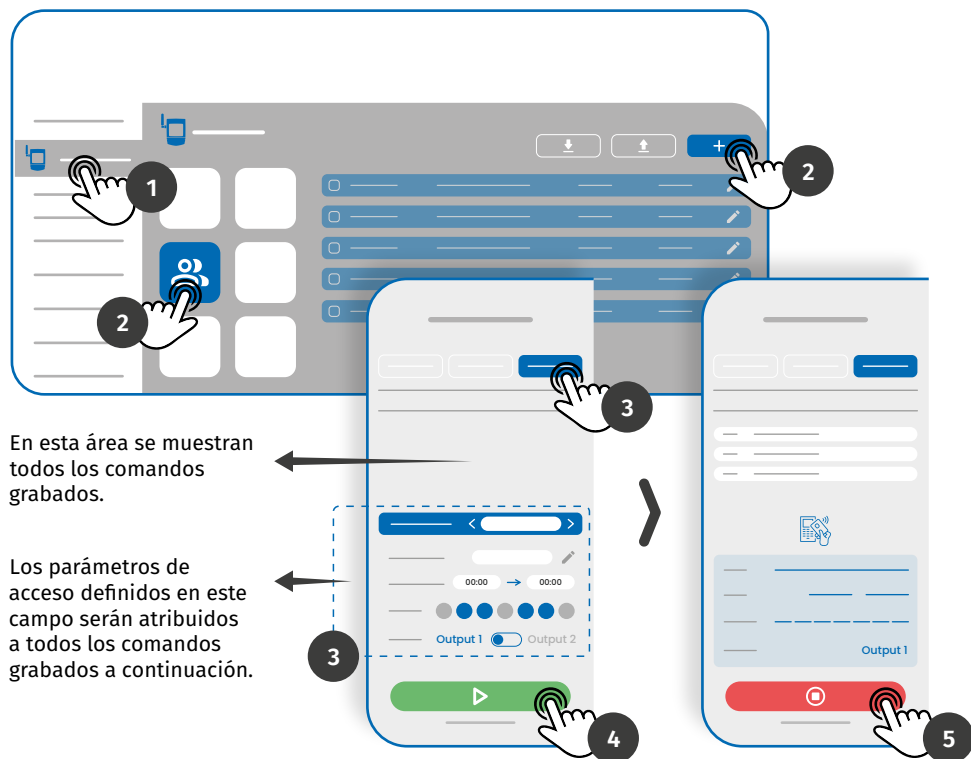 1
2
2
3
En esta área se muestran
todos los comandos
grabados.
Los parámetros de
acceso definidos en este
campo serán atribuidos
a todos los comandos
grabados a continuación.
00:00 → 00:00
Output 1 Output 2
3
4
Output 1
5